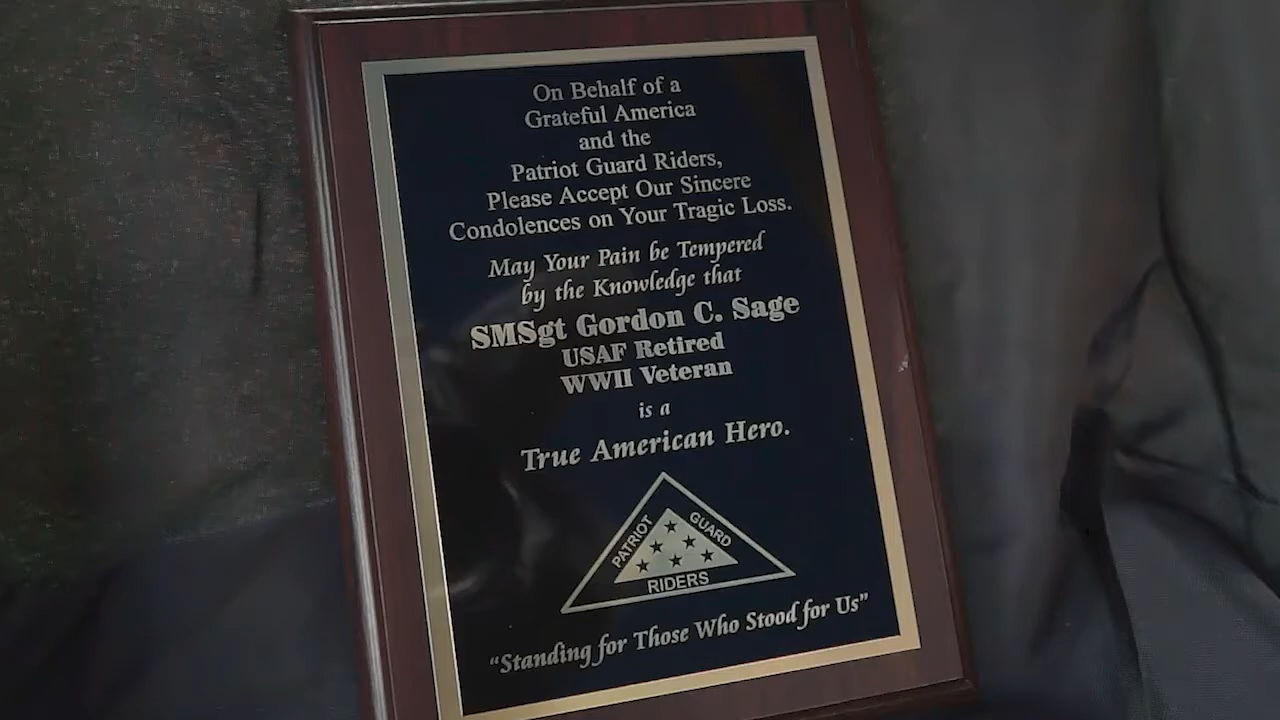 On Behalf of a
Grateful America
and the
Patriot Guard Riders,
Please Accept Our Sincere
Condolences on Your Tragic Loss.
May Your Pain be Tempered
by the Knowledge that
SMSgt Gordon C. Sage
USAF Retired
WWII Veteran
is a
True American Hero.
PATRIOT GUARD
RIDERS
“Standing for Those Who Stood for Us”